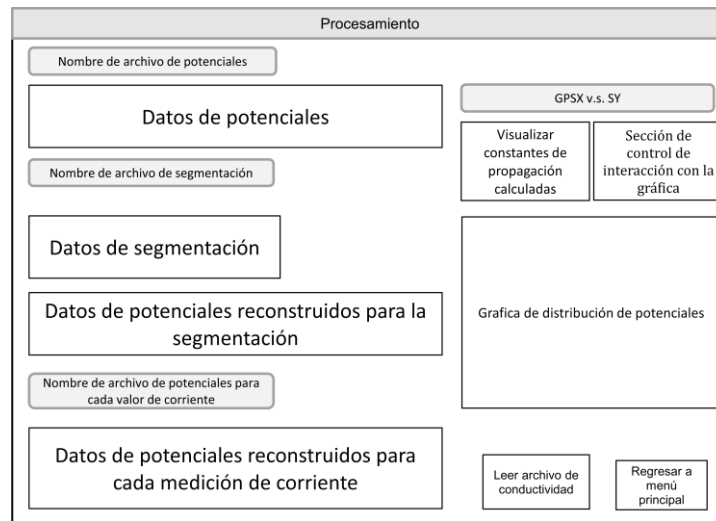 Procesamiento
Nombre de archivo de potenciales
Datos de potenciales
Nombre de archivo de segmentación
Datos de segmentación
Datos de potenciales reconstruidos para la
segmentación
Nombre de archivo de potenciales para
cada valor de corriente
Datos de potenciales reconstruidos para
cada medición de corriente
GPSX v.s. SY
Visualizar
constantes de
propagación
calculadas
Sección de
control de
interacción con la
gráfica
Grafica de distribución de potenciales
Leer archivo de
conductividad
Regresar a
menú
principal